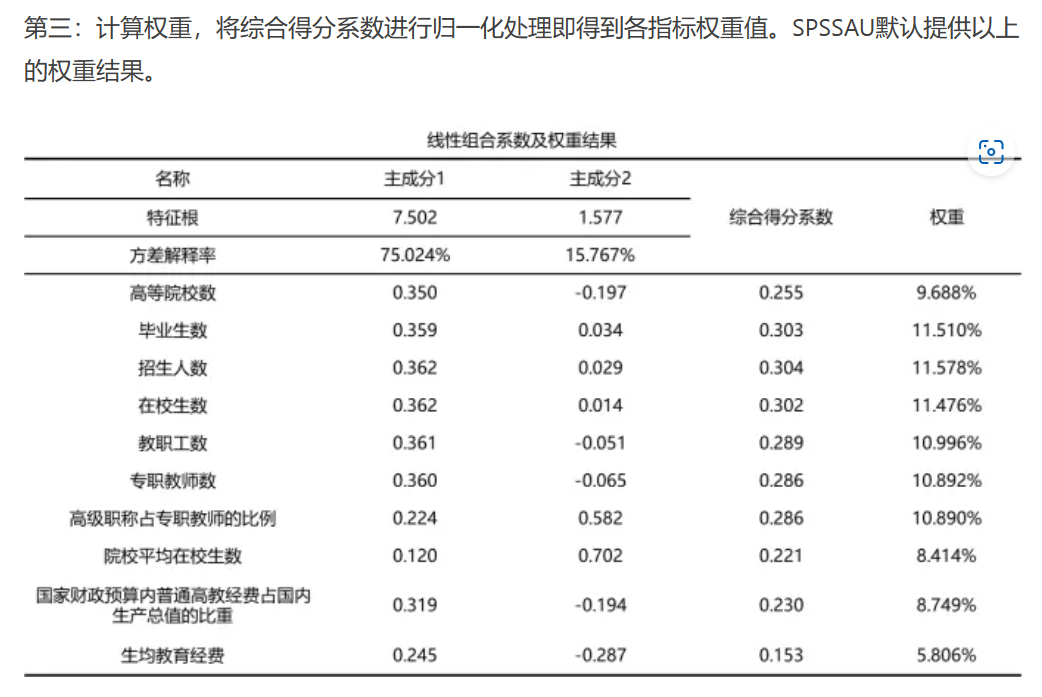 第三：计算权重，将综合得分系数进行归一化处理即得到各指标权重值。SPSSAU默认提供以上
的权重结果。
线性组合系数及权重结果
名称 主成分1 主成分2
特征根 7.502 1.577 综合得分系数 权重
方差解释率 75.024% 15.767%
高等院校数 0.350 -0.197 0.255 9.688%
毕业生数 0.359 0.034 0.303 11.510%
招生人数 0.362 0.029 0.304 11.578%
在校生数 0.362 0.014 0.302 11.476%
教职工数 0.361 -0.051 0.289 10.996%
专职教师数 0.360 -0.065 0.286 10.892%
高级职称占专职教师的比例 0.224 0.582 0.286 10.890%
院校平均在校生数 0.120 0.702 0.221 8.414%
国家财政预算内普通高教经费占国内
生产总值的比重 0.319 -0.194 0.230 8.749%
生均教育经费 0.245 -0.287 0.153 5.806%